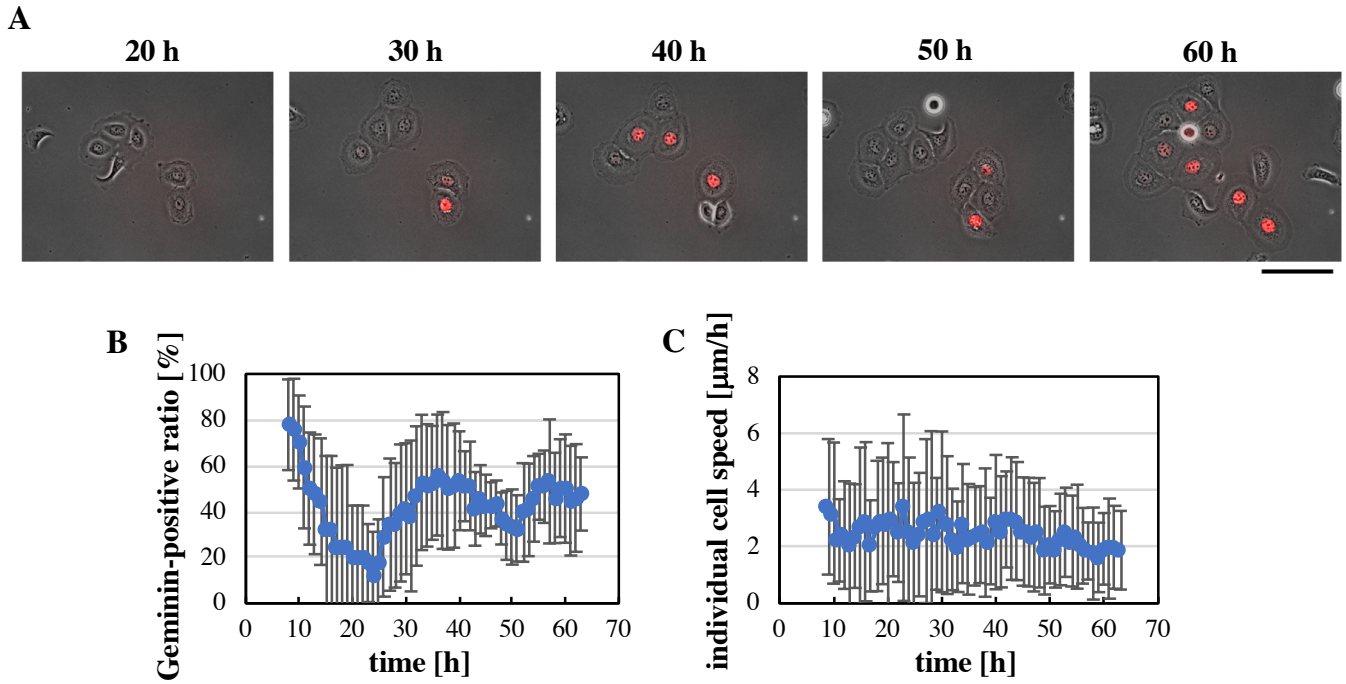 A
20 h 30 h 40 h 50 h 60 h
B
Geminin-positive ratio [%]
100
80
60
40
20
0
0 10 20 30 40 50 60 70
time [h]
C
individual cell speed [μm/h]
8
6
4
2
0
0 10 20 30 40 50 60 70
time [h]